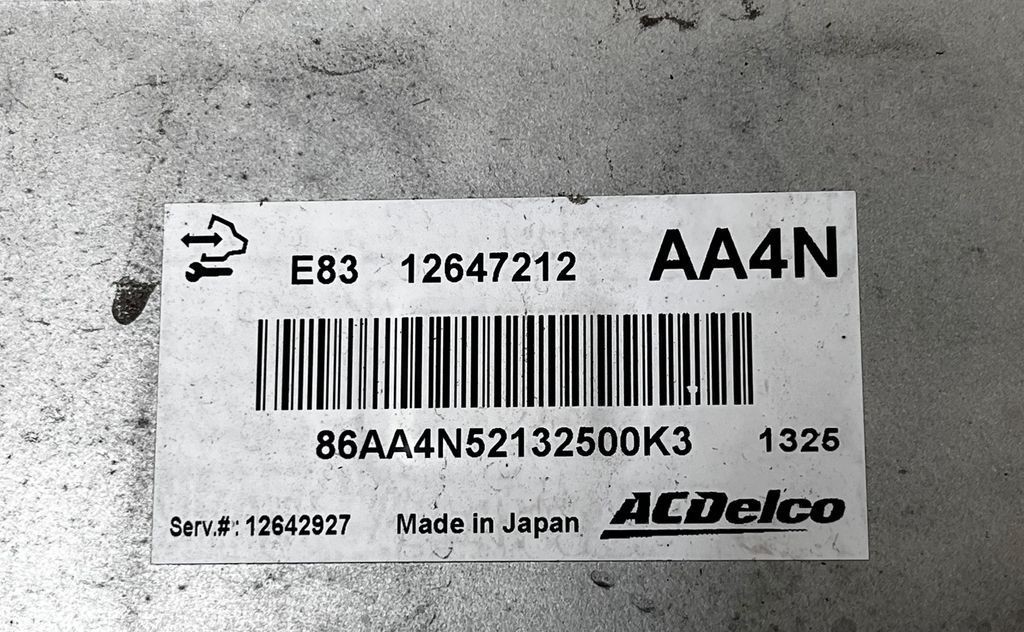 E83 12647212 AA4N
86AA4N52132500K3 1325
Serv.#: 12642927 Made in Japan ACDelco